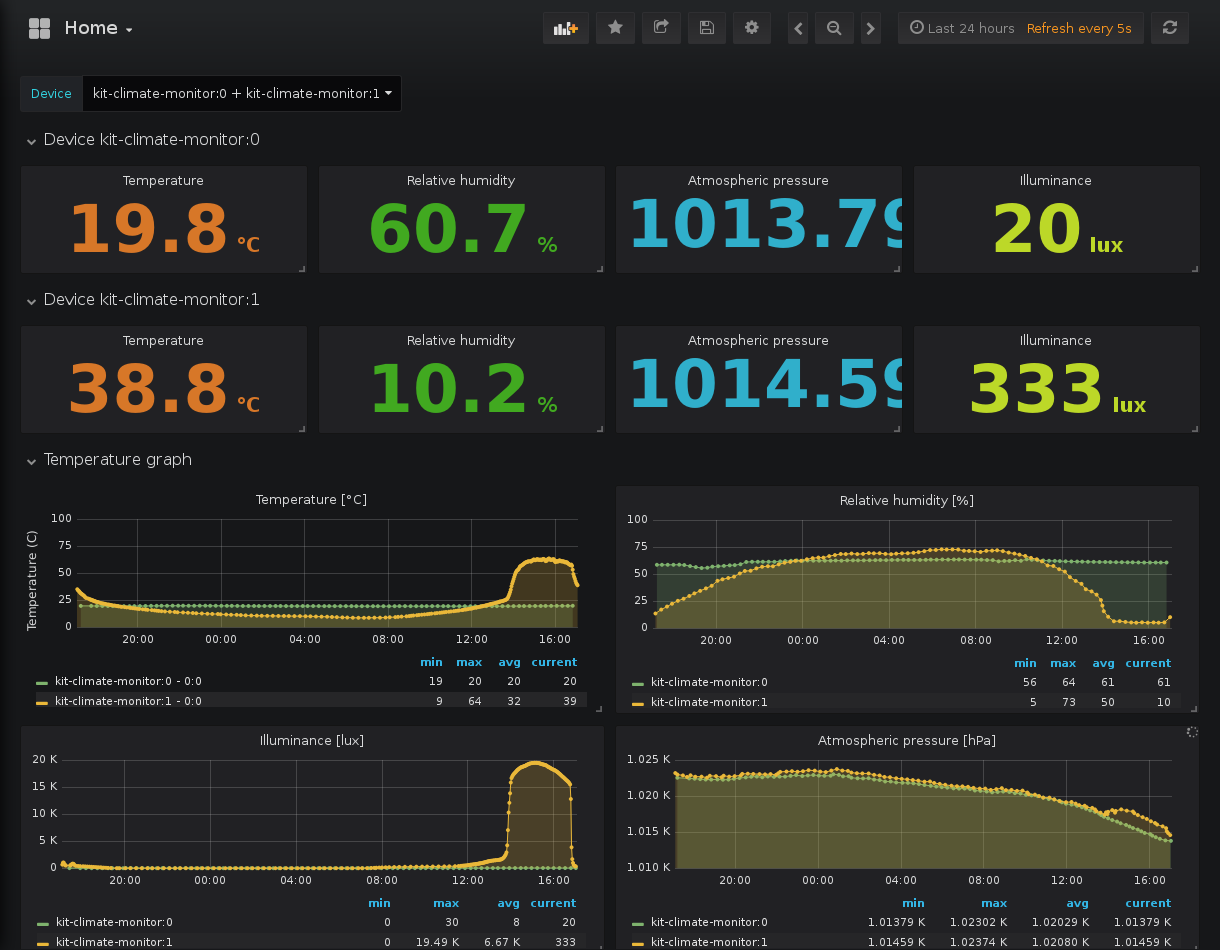 Home
Last 24 hours Refresh every 5s
Device kit-climate-monitor:0 + kit-climate-monitor:1
Device kit-climate-monitor:0
Temperature Relative humidity Atmospheric pressure Illuminance
19.8 °C 60.7 % 1013.79 20 lux
Device kit-climate-monitor:1
Temperature Relative humidity Atmospheric pressure Illuminance
38.8 °C 10.2 % 1014.59 333 lux
Temperature graph
Temperature [°C]
Temperature (C)
100
75
50
25
0
20:00 00:00 04:00 08:00 12:00 16:00
min max avg current
kit-climate-monitor:0 - 0:0 19 20 20 20
kit-climate-monitor:1 - 0:0 9 64 32 39
Relative humidity [%]
100
75
50
25
0
20:00 00:00 04:00 08:00 12:00 16:00
min max avg current
kit-climate-monitor:0 56 64 61 61
kit-climate-monitor:1 5 73 50 10
Illuminance [lux]
20 K
15 K
10 K
5 K
0
20:00 00:00 04:00 08:00 12:00 16:00
min max avg current
kit-climate-monitor:0 0 30 8 20
kit-climate-monitor:1 0 19.49 K 6.67 K 333
Atmospheric pressure [hPa]
1.025 K
1.020 K
1.015 K
1.010 K
20:00 00:00 04:00 08:00 12:00 16:00
min max avg current
kit-climate-monitor:0 1.01379 K 1.02302 K 1.02029 K 1.01379 K
kit-climate-monitor:1 1.01459 K 1.02374 K 1.02080 K 1.01459 K